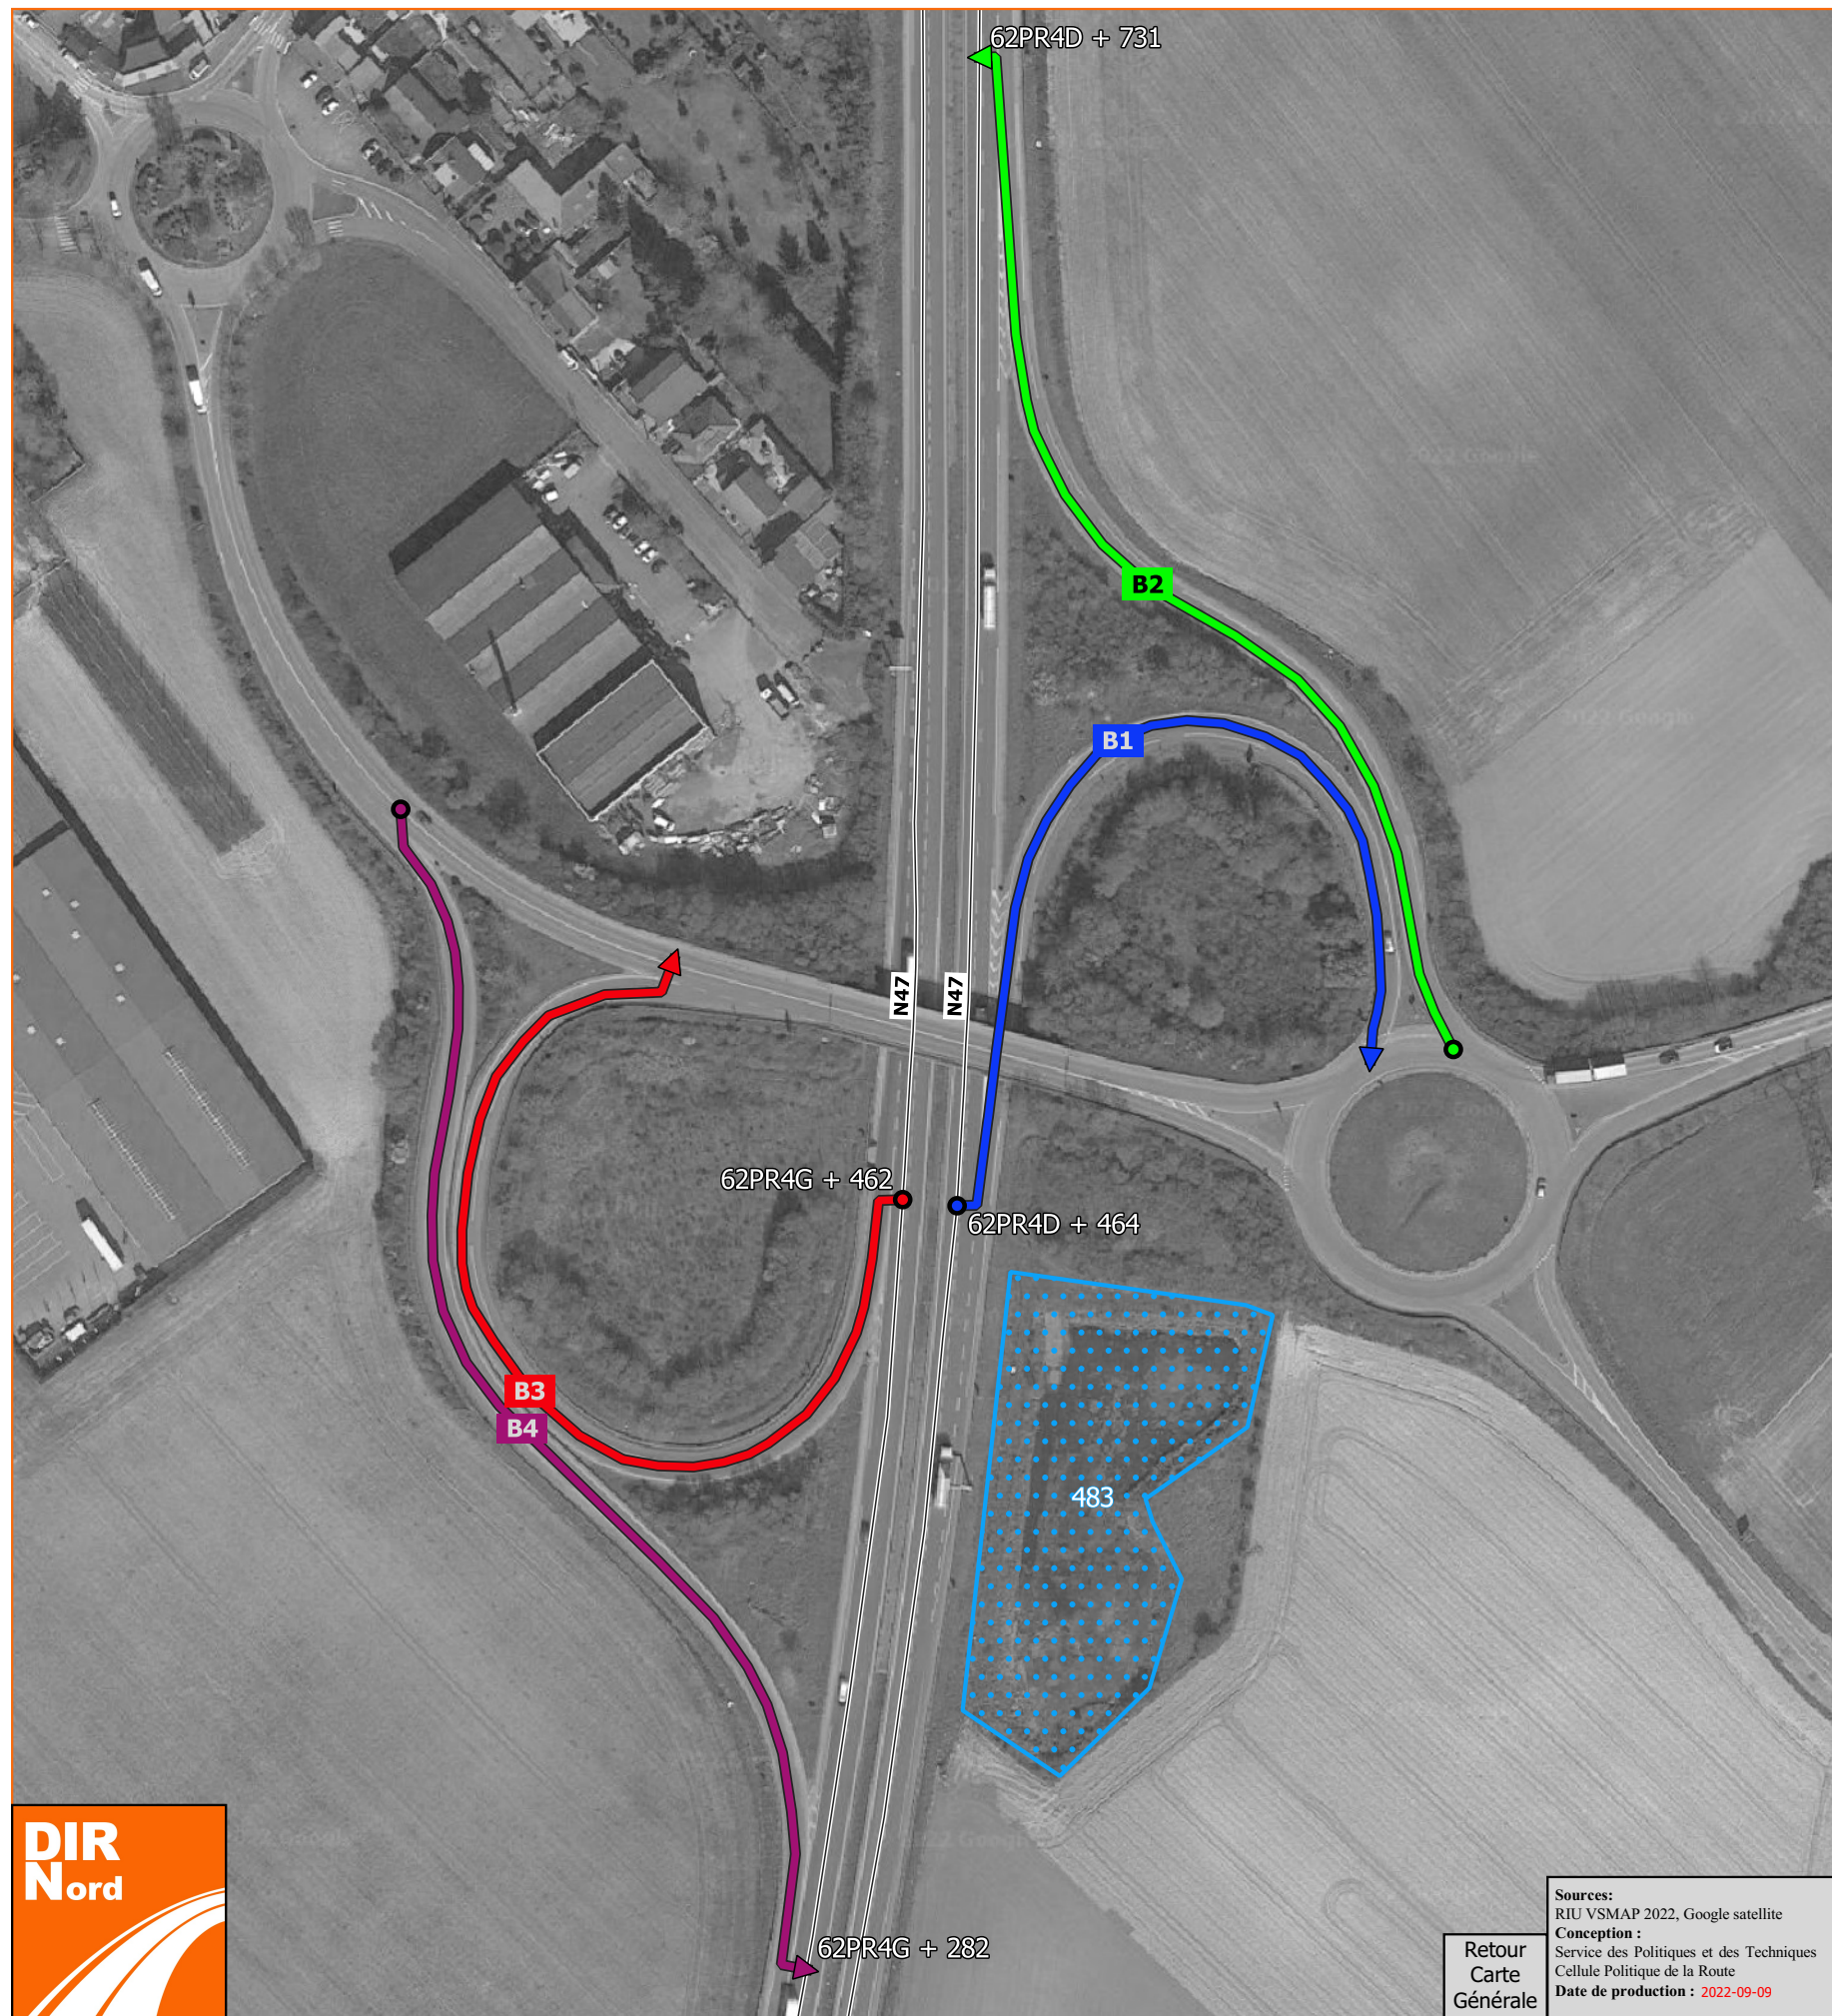 62PR4D + 731
B2
B1
N47
N47
62PR4G + 462
62PR4D + 464
B3
B4
483
62PR4G + 282
DIR
Nord
Retour
Carte
Générale
Sources:
RIU VSMAP 2022, Google satellite
Conception :
Service des Politiques et des Techniques
Cellule Politique de la Route
Date de production : 2022-09-09